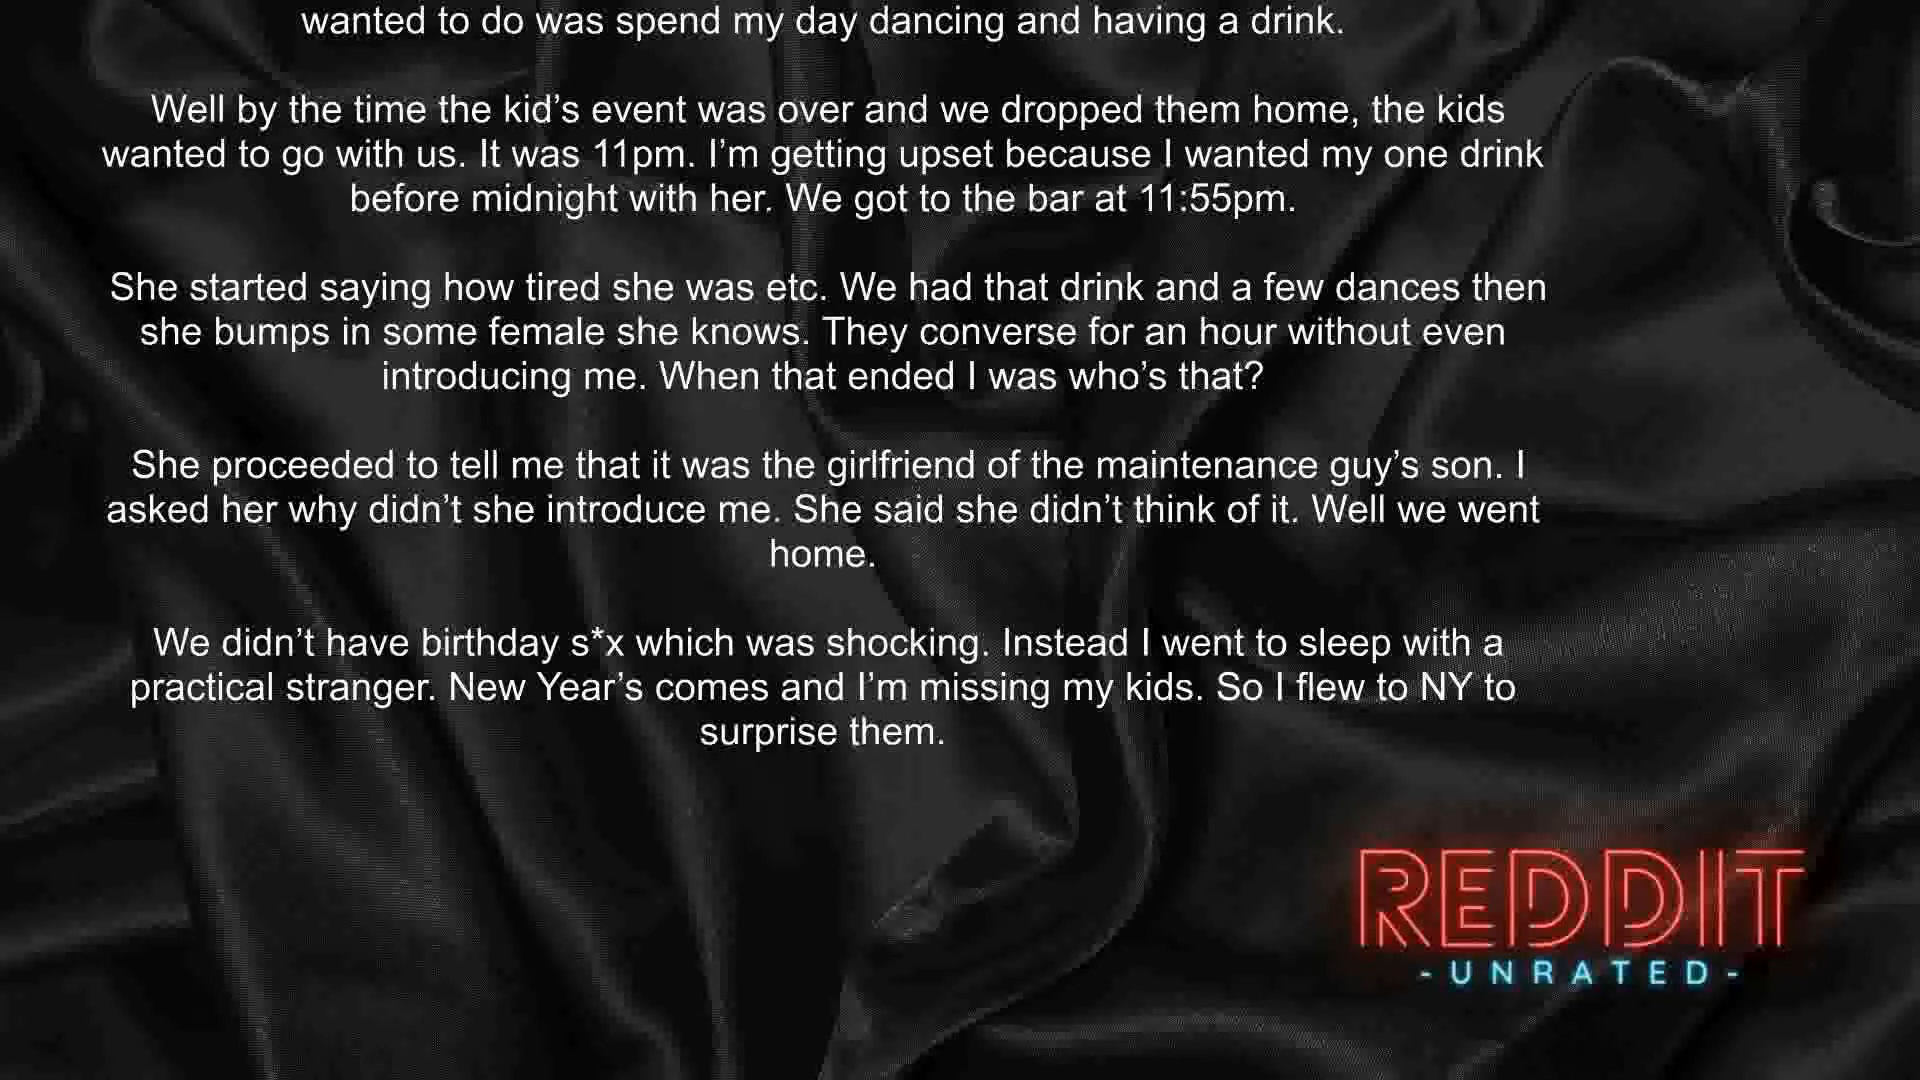 wanted to do was spend my day dancing and having a drink.
Well by the time the kid’s event was over and we dropped them home, the kids
wanted to go with us. It was 11pm. I’m getting upset because I wanted my one drink
before midnight with her. We got to the bar at 11:55pm.
She started saying how tired she was etc. We had that drink and a few dances then
she bumps in some female she knows. They converse for an hour without even
introducing me. When that ended I was who’s that?
She proceeded to tell me that it was the girlfriend of the maintenance guy’s son. I
asked her why didn’t she introduce me. She said she didn’t think of it. Well we went
home.
We didn’t have birthday s*x which was shocking. Instead I went to sleep with a
practical stranger. New Year’s comes and I’m missing my kids. So I flew to NY to
surprise them.
REDDIT
-UNRATED-